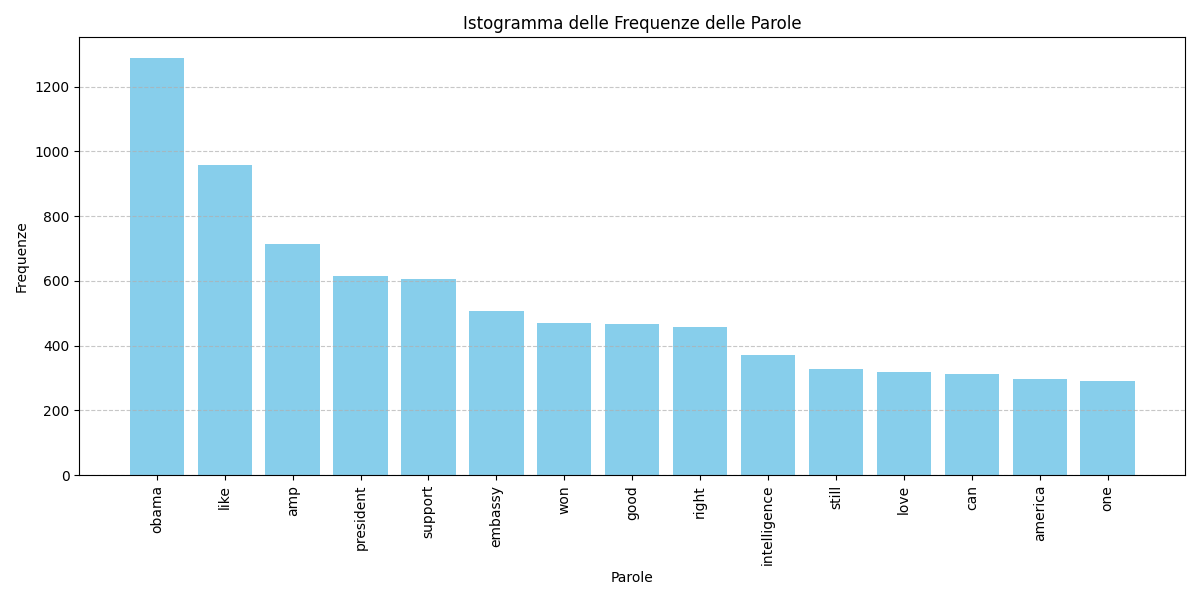 Istogramma delle Frequenze delle Parole
Frequenze
1200
1000
800
600
400
200
0
obama
like
amp
president
support
embassy
won
good
right
intelligence
still
love
can
america
one
Parole